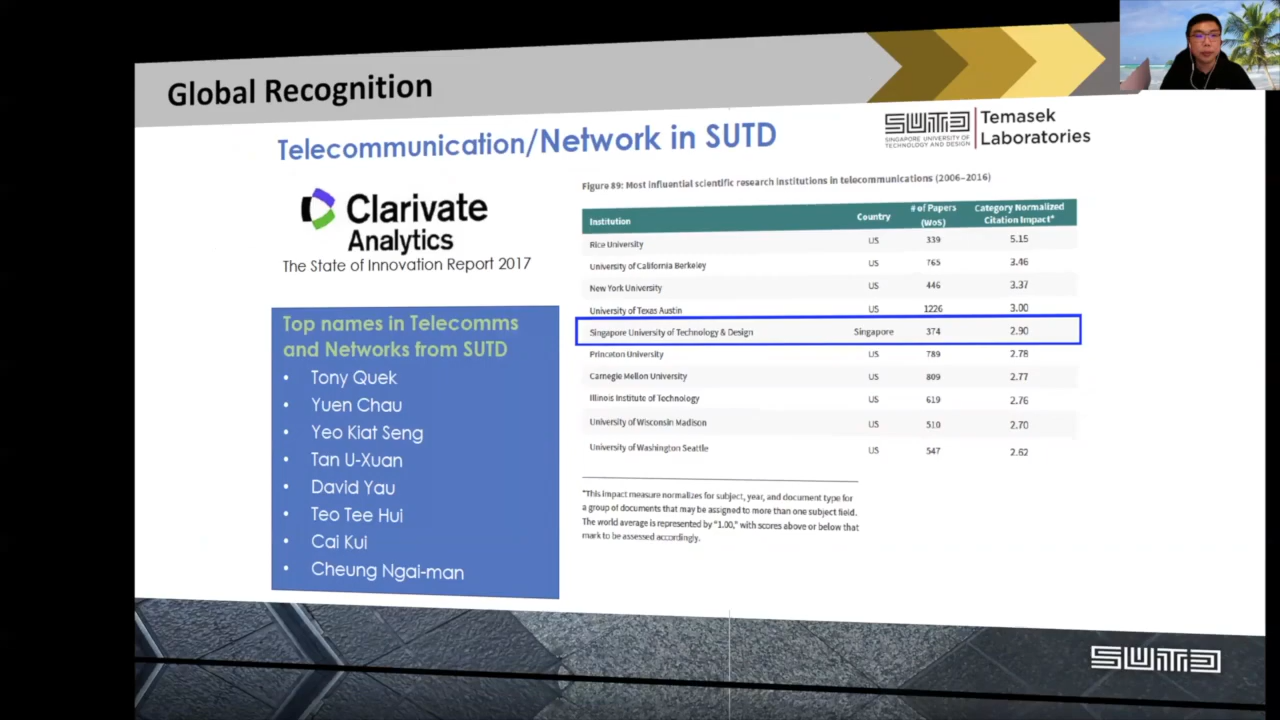 Global Recognition
Telecommunication/Network in SUTD
SUTD
SINGAPORE UNIVERSITY OF
TECHNOLOGY AND DESIGN
Temasek
Laboratories
Clarivate
Analytics
The State of Innovation Report 2017
Top names in Telecomms
and Networks from SUTD
• Tony Quek
• Yuen Chau
• Yeo Kiat Seng
• Tan U-Xuan
• David Yau
• Teo Tee Hui
• Cai Kui
• Cheung Ngai-man
Figure 89: Most influential scientific research institutions in telecommunications (2006–2016)
Institution Country # of Papers (WoS) Category Normalized Citation Impact*
Rice University US 339 5.15
University of California Berkeley US 765 3.46
New York University US 446 3.37
University of Texas Austin US 1226 3.00
Singapore University of Technology & Design Singapore 374 2.90
Princeton University US 789 2.78
Carnegie Mellon University US 809 2.77
Illinois Institute of Technology US 619 2.76
University of Wisconsin Madison US 510 2.70
University of Washington Seattle US 547 2.62
*This impact measure normalizes for subject, year, and document type for
a group of documents that may be assigned to more than one subject field.
The world average is represented by "1.00," with scores above or below that
mark to be assessed accordingly.
SUTD